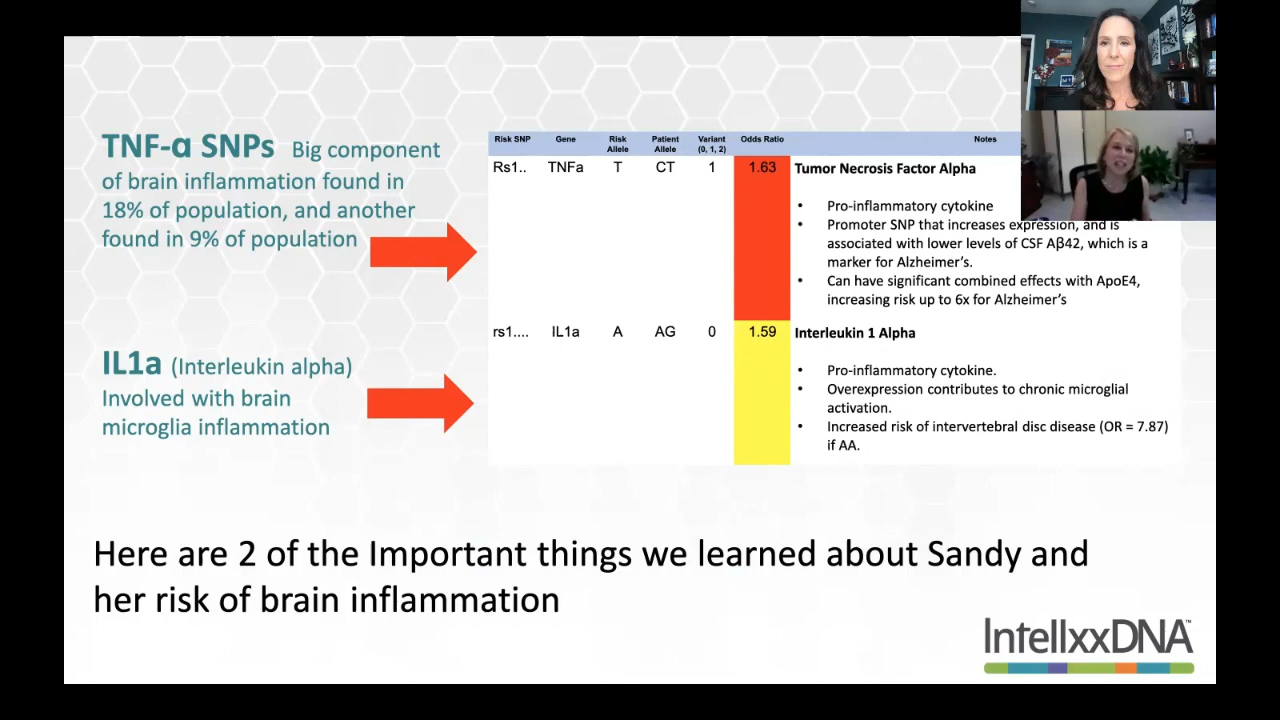 TNF-α SNPs Big component
of brain inflammation found in
18% of population, and another
found in 9% of population
IL1a (Interleukin alpha)
Involved with brain
microglia inflammation
Risk SNP Gene Risk Allele Patient Allele Variant (0, 1, 2) Odds Ratio Notes
Rs1.. TNFa T CT 1 1.63 Tumor Necrosis Factor Alpha
• Pro-inflammatory cytokine
• Promoter SNP that increases expression, and is
associated with lower levels of CSF Aβ42, which is a
marker for Alzheimer's.
• Can have significant combined effects with ApoE4,
increasing risk up to 6x for Alzheimer's
rs1.... IL1a A AG 0 1.59 Interleukin 1 Alpha
• Pro-inflammatory cytokine.
• Overexpression contributes to chronic microglial
activation.
• Increased risk of intervertebral disc disease (OR = 7.87)
if AA.
Here are 2 of the Important things we learned about Sandy and
her risk of brain inflammation
IntellxxDNA™